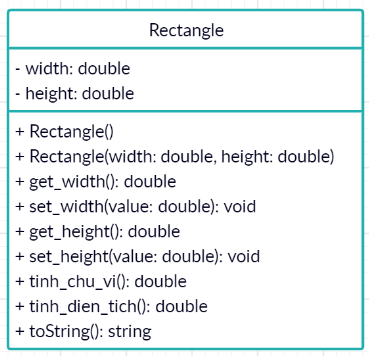 Rectangle
- width: double
- height: double
+ Rectangle()
+ Rectangle(width: double, height: double)
+ get_width(): double
+ set_width(value: double): void
+ get_height(): double
+ set_height(value: double): void
+ tinh_chu_vi(): double
+ tinh_dien_tich(): double
+ toString(): string